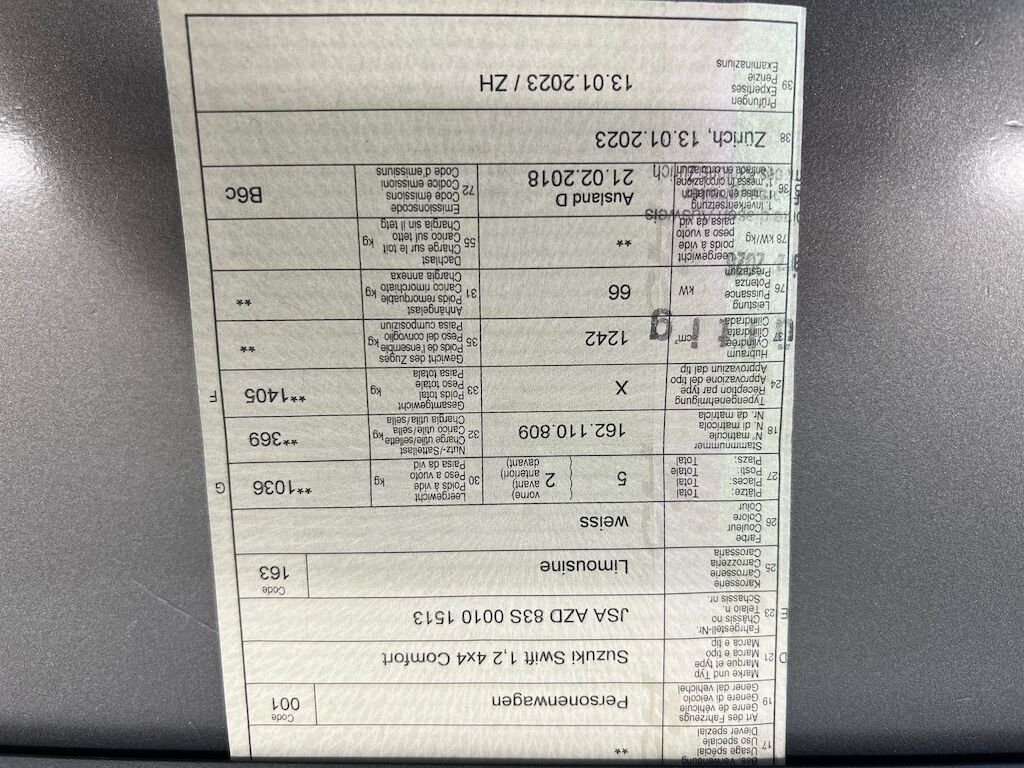 17 Bes. Verwendung
Usage spécial
Uso speciale
Diever spezial
**
19 Art des Fahrzeugs
Genre de véhicule
Genere di veicolo
Gener dal vehichel
Personenwagen
Code
001
D 21 Marke und Typ
Marque et type
Marca e tipo
Marca e tip
Suzuki Swift 1,2 4x4 Comfort
E 23 Fahrgestell-Nr.
Châssis no
Telaio n.
Schassis nr.
JSA AZD 83S 0010 1513
25 Karosserie
Carrosserie
Carrozzeria
Carossaria
Limousine
Code
163
26 Farbe
Couleur
Colore
Colur
weiss
27 Plätze: Total
Places: Total
Posti: Totale
Plazs: Total
5
vorne)
(avant)
(anteriori)
davant)
2
30 Leergewicht
Poids à vide
Peso a vuoto
Paisa da vid
kg
**1036
G
18 Stammnummer
N° matricule
N. di matricola
Nr. da matricla
162.110.809
32 Nutz-/Sattellast
Charge utile/sellette
Carico utile/sella
Chargia utila/sella
kg
**369
24 Typengenehmigung
Réception par type
Approvazione del tipo
Approvaziun dal tip
X
33 Gesamtgewicht
Poids total
Peso totale
Paisa totala
kg
**1405
F
37 Hubraum
Cylindrée
Cilindrata
Cilindrada
cm³
1242
35 Gewicht des Zuges
Poids de l'ensemble
Peso del convoglio
Paisa cumposiziun
kg
**
76 Leistung
Puissance
Potenza
Prestaziun
kW
66
31 Anhängelast
Poids remorquable
Carico rimorchiato
Chargia annexa
kg
**
78 kW/kg
Leergewicht
poids à vide
peso a vuoto
paisa da vid
**
55 Dachlast
Charge sur le toit
Carico sul tetto
Chargia sin il tetg
kg
36 1. Inverkehrsetzung
1. mise en circulation
1. messa in circolazione
1. entrada en circulaziun
Ausland D
21.02.2018
72 Emissionscode
Code émissions
Codice emissioni
Code d'emissiuns
B6c
38 Zürich, 13.01.2023
39 Prüfungen
Expertises
Perizie
Examinaziuns
13.01.2023 / ZH